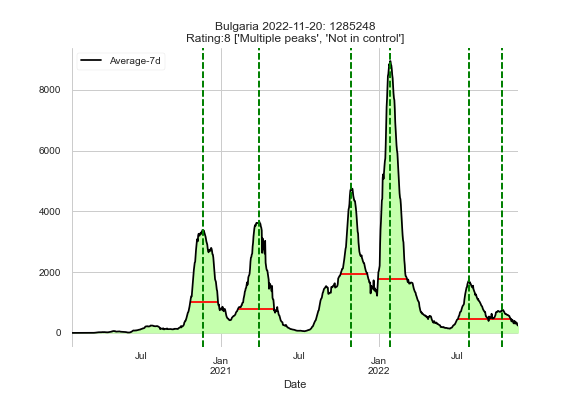 Bulgaria 2022-11-20: 1285248
Rating:8 ['Multiple peaks', 'Not in control']
Average-7d
8000
6000
4000
2000
0
Jul
Jan
2021
Jul
Jan
2022
Jul
Date